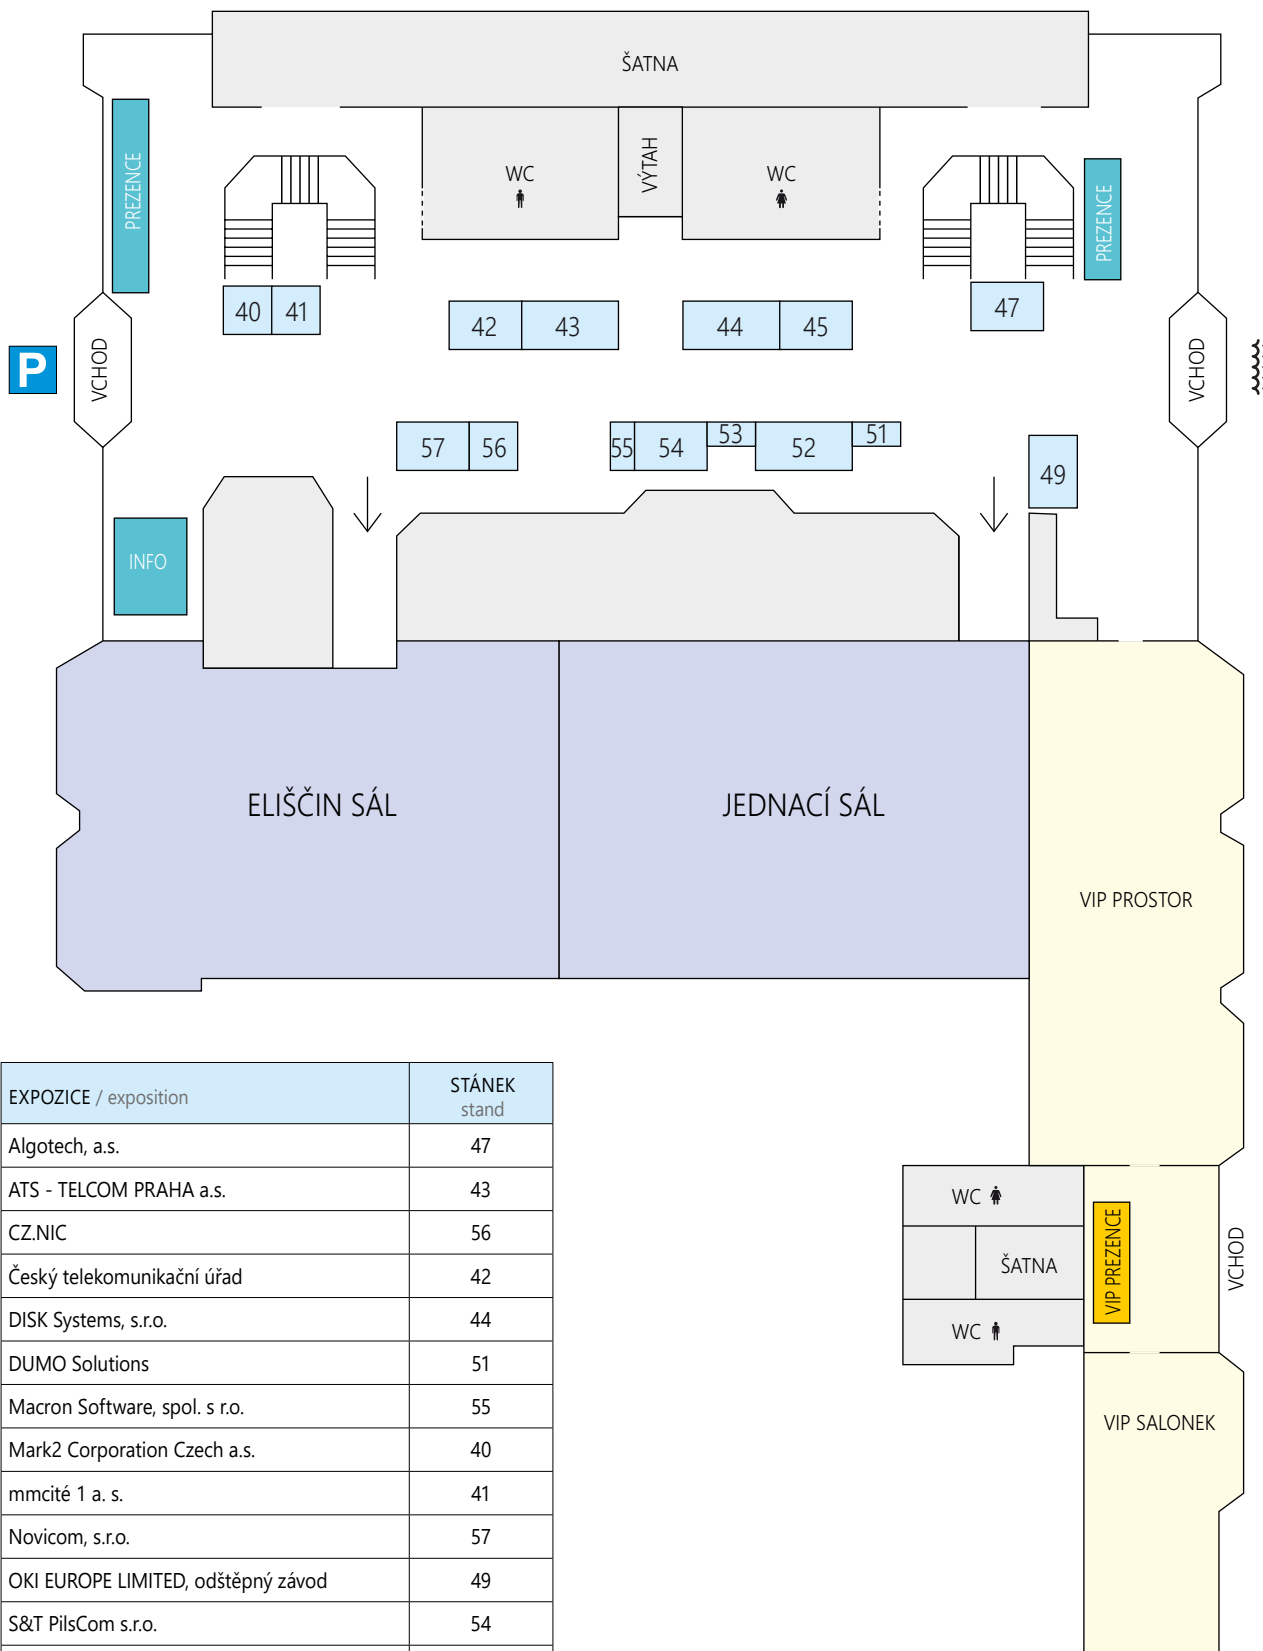 ŠATNA
PREZENCE
WC
VÝTAH
WC
PREZENCE
40 41
42 43
44 45
47
P
VCHOD
VCHOD
57 56
55 54 53 52 51
49
INFO
ELIŠČIN SÁL
JEDNACÍ SÁL
VIP PROSTOR
WC
ŠATNA
WC
VIP PREZENCE
VCHOD
VIP SALONEK
EXPOZICE / exposition
STÁNEK
stand
Algotech, a.s. 47
ATS - TELCOM PRAHA a.s. 43
CZ.NIC 56
Český telekomunikační úřad 42
DISK Systems, s.r.o. 44
DUMO Solutions 51
Macron Software, spol. s r.o. 55
Mark2 Corporation Czech a.s. 40
mmcité 1 a. s. 41
Novicom, s.r.o. 57
OKI EUROPE LIMITED, odštěpný závod 49
S&T PilsCom s.r.o. 54